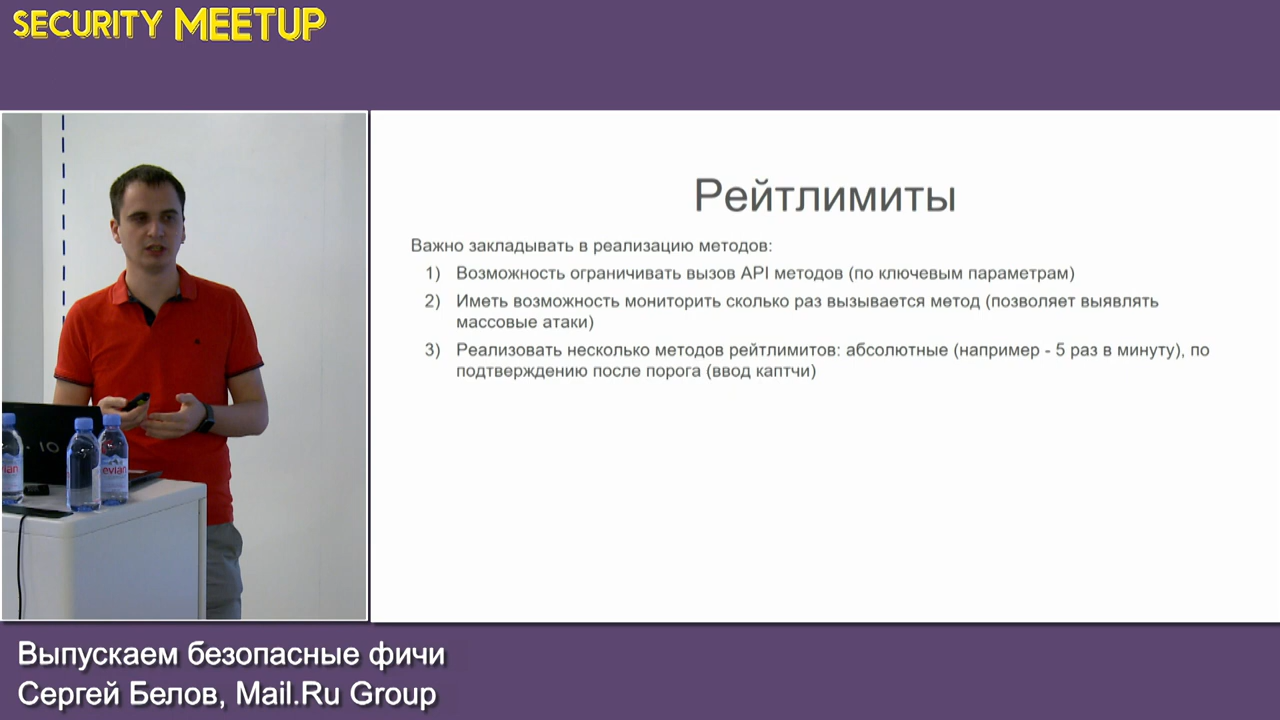 SECURITY MEETUP
Рейтлимиты
Важно закладывать в реализацию методов:
1) Возможность ограничивать вызов API методов (по ключевым параметрам)
2) Иметь возможность мониторить сколько раз вызывается метод (позволяет выявлять
массовые атаки)
3) Реализовать несколько методов рейтлимитов: абсолютные (например - 5 раз в минуту), по
подтверждению после порога (ввод каптчи)
evian
Выпускаем безопасные фичи
Сергей Белов, Mail.Ru Group